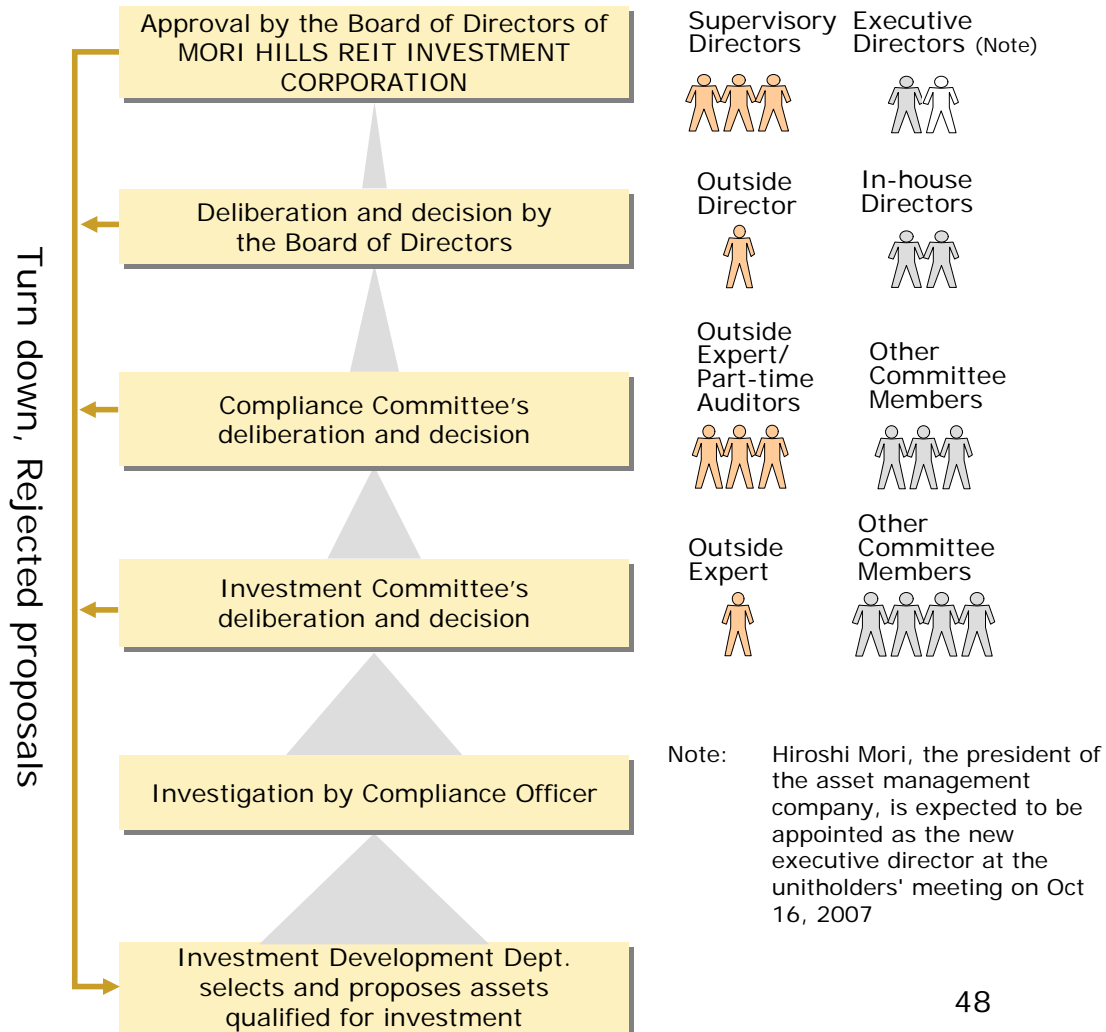 Approval by the Board of Directors of
MORI HILLS REIT INVESTMENT
CORPORATION
Supervisory
Directors
Executive
Directors (Note)
Deliberation and decision by
the Board of Directors
Outside
Director
In-house
Directors
Turn down, Rejected proposals
Compliance Committee's
deliberation and decision
Outside
Expert/
Part-time
Auditors
Other
Committee
Members
Investment Committee's
deliberation and decision
Outside
Expert
Other
Committee
Members
Investigation by Compliance Officer
Note: Hiroshi Mori, the president of
the asset management
company, is expected to be
appointed as the new
executive director at the
unitholders' meeting on Oct
16, 2007
Investment Development Dept.
selects and proposes assets
qualified for investment
48